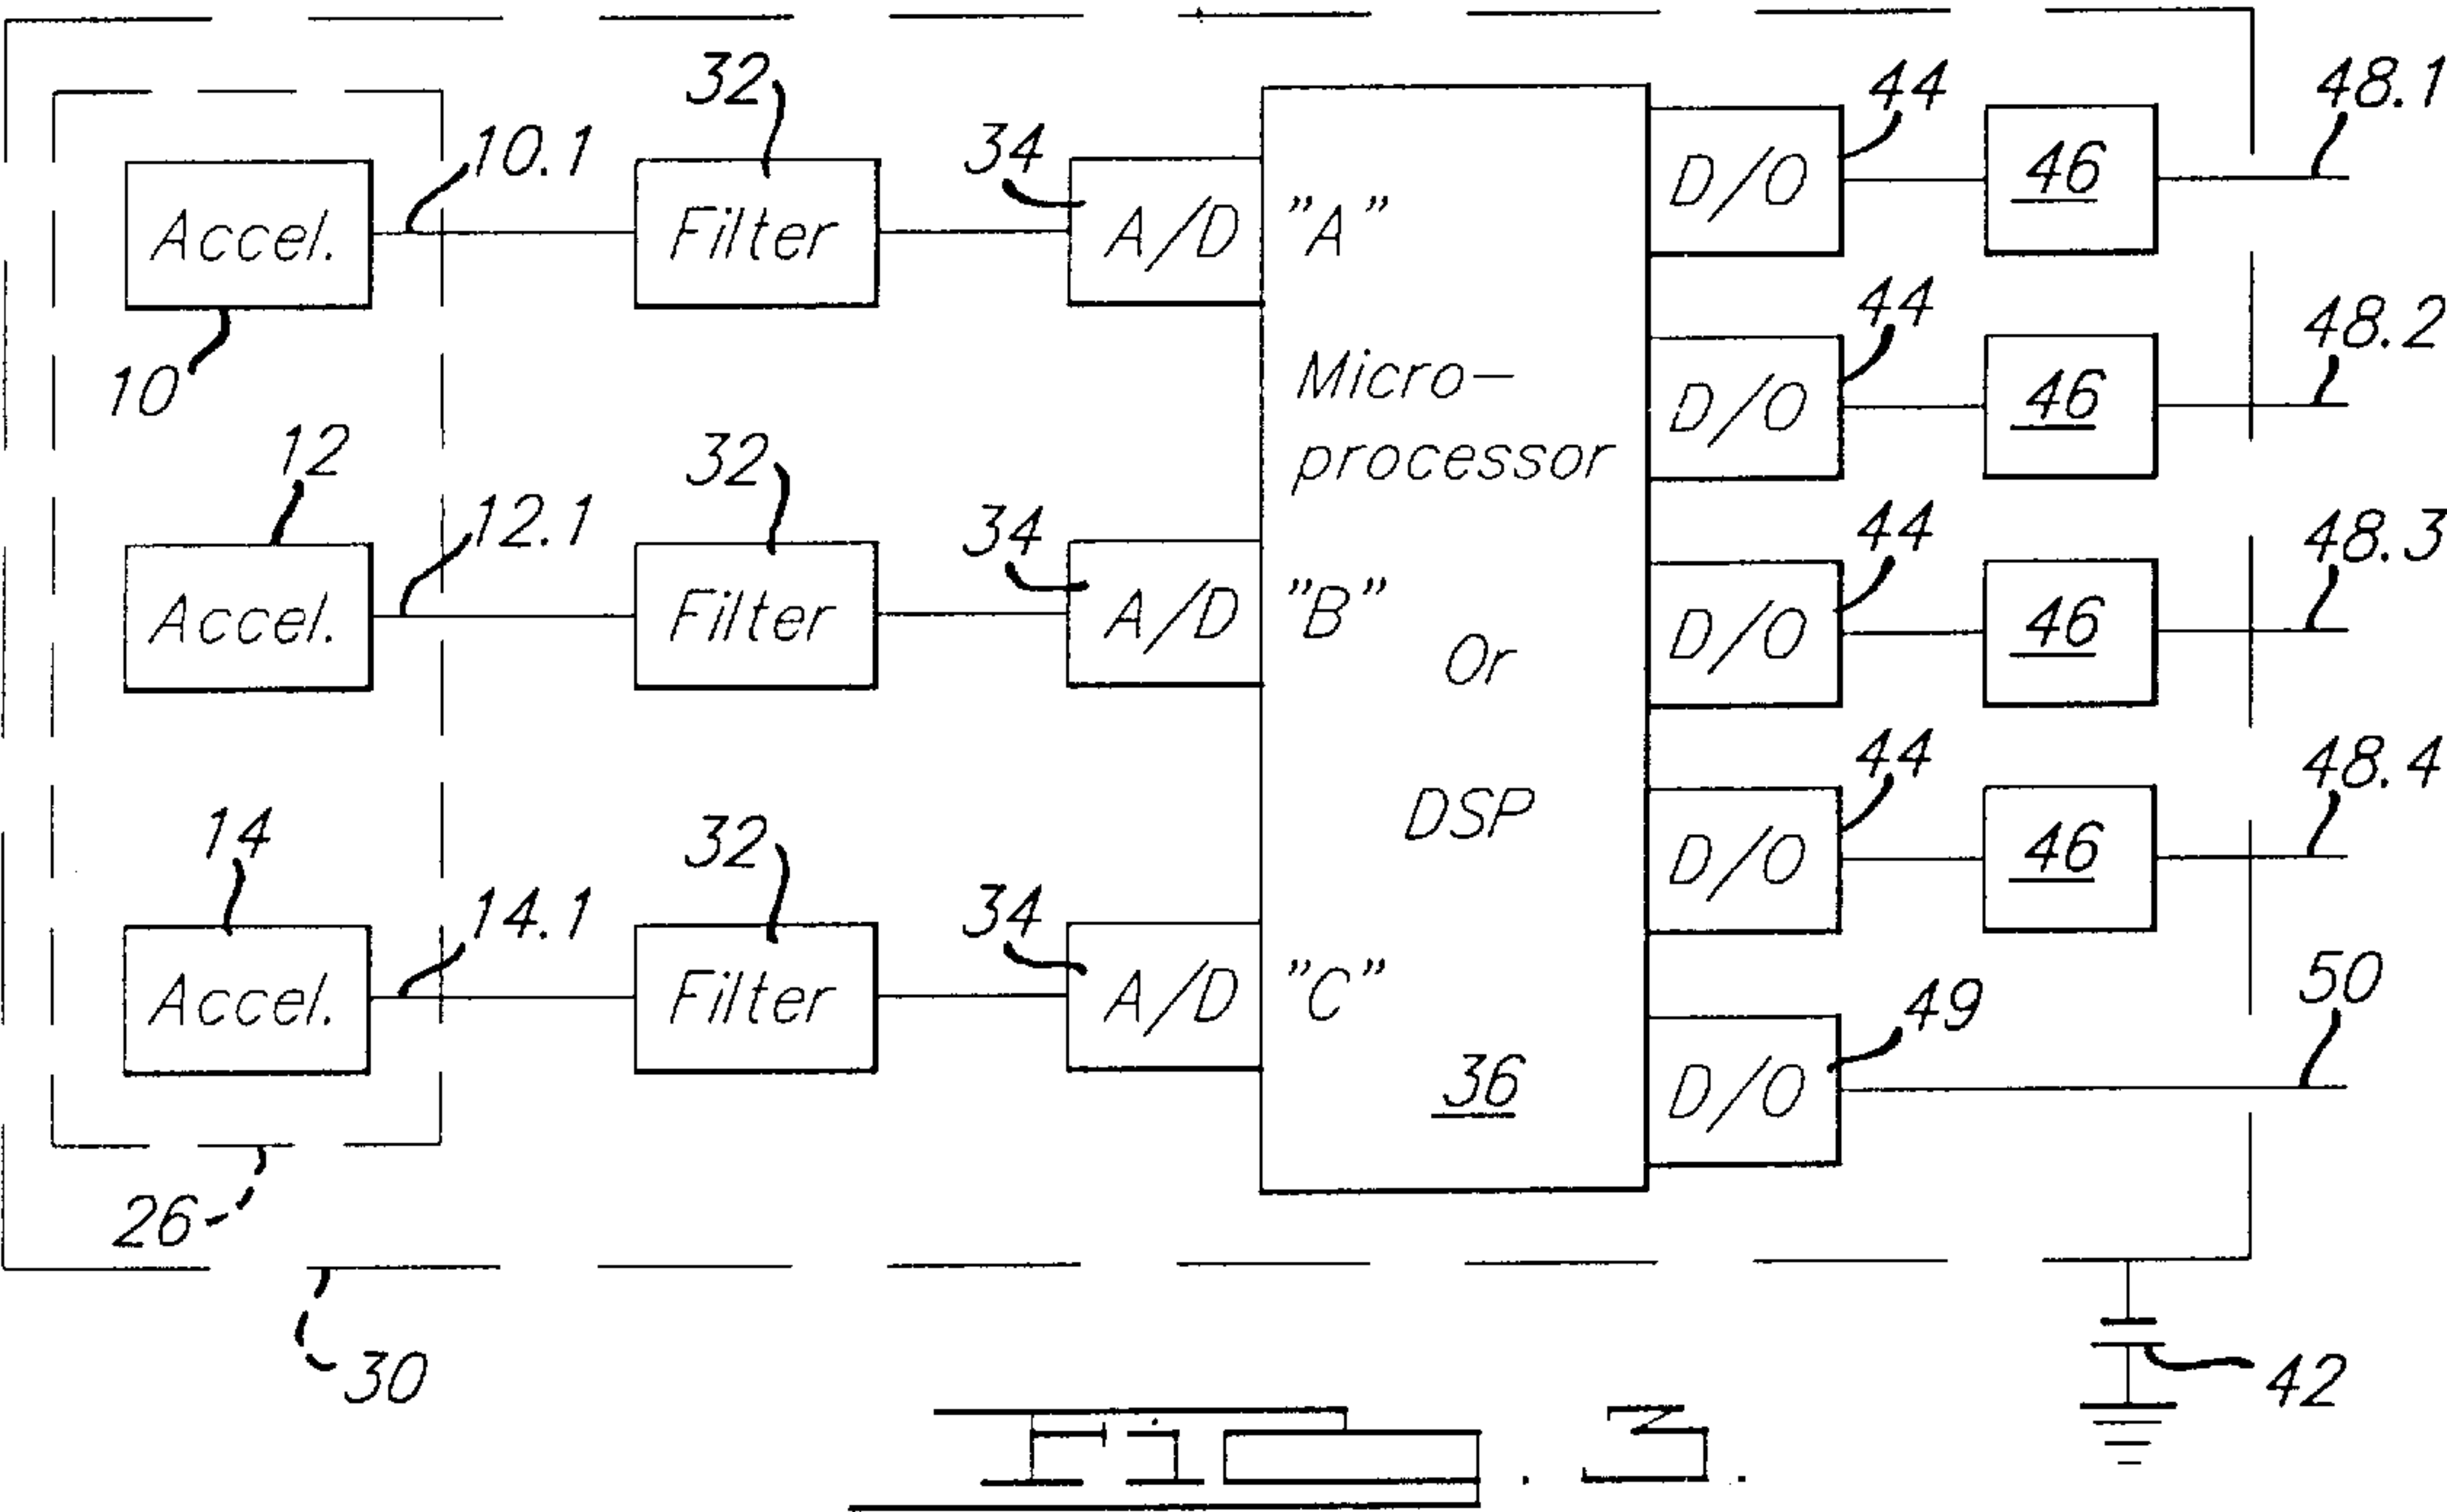 32
44
48.1
10.1
34
Accel.
Filter
A/D
"A"
D/O
46
10
44
48.2
Micro-
D/O
46
12
32
processor
12.1
34
44
48.3
Accel.
Filter
A/D
"B"
Or
D/O
46
14
32
DSP
44
48.4
14.1
34
D/O
46
Accel.
Filter
A/D
"C"
49
50
36
D/O
26
30
42
Fig. 3.